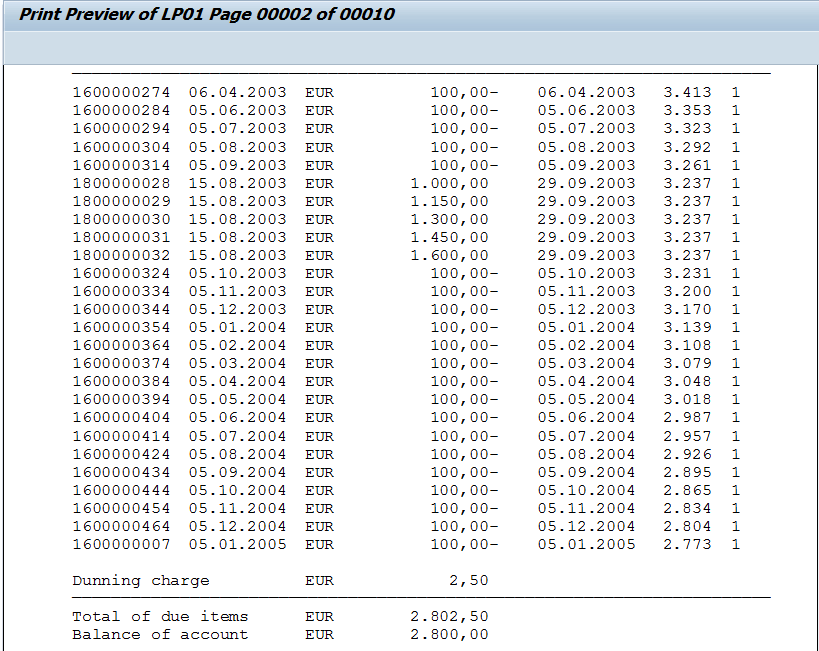 Print Preview of LP01 Page 00002 of 00010
1600000274 06.04.2003 EUR 100,00- 06.04.2003 3.413 1
1600000284 05.06.2003 EUR 100,00- 05.06.2003 3.353 1
1600000294 05.07.2003 EUR 100,00- 05.07.2003 3.323 1
1600000304 05.08.2003 EUR 100,00- 05.08.2003 3.292 1
1600000314 05.09.2003 EUR 100,00- 05.09.2003 3.261 1
1800000028 15.08.2003 EUR 1.000,00 29.09.2003 3.237 1
1800000029 15.08.2003 EUR 1.150,00 29.09.2003 3.237 1
1800000030 15.08.2003 EUR 1.300,00 29.09.2003 3.237 1
1800000031 15.08.2003 EUR 1.450,00 29.09.2003 3.237 1
1800000032 15.08.2003 EUR 1.600,00 29.09.2003 3.237 1
1600000324 05.10.2003 EUR 100,00- 05.10.2003 3.231 1
1600000334 05.11.2003 EUR 100,00- 05.11.2003 3.200 1
1600000344 05.12.2003 EUR 100,00- 05.12.2003 3.170 1
1600000354 05.01.2004 EUR 100,00- 05.01.2004 3.139 1
1600000364 05.02.2004 EUR 100,00- 05.02.2004 3.108 1
1600000374 05.03.2004 EUR 100,00- 05.03.2004 3.079 1
1600000384 05.04.2004 EUR 100,00- 05.04.2004 3.048 1
1600000394 05.05.2004 EUR 100,00- 05.05.2004 3.018 1
1600000404 05.06.2004 EUR 100,00- 05.06.2004 2.987 1
1600000414 05.07.2004 EUR 100,00- 05.07.2004 2.957 1
1600000424 05.08.2004 EUR 100,00- 05.08.2004 2.926 1
1600000434 05.09.2004 EUR 100,00- 05.09.2004 2.895 1
1600000444 05.10.2004 EUR 100,00- 05.10.2004 2.865 1
1600000454 05.11.2004 EUR 100,00- 05.11.2004 2.834 1
1600000464 05.12.2004 EUR 100,00- 05.12.2004 2.804 1
1600000007 05.01.2005 EUR 100,00- 05.01.2005 2.773 1
Dunning charge EUR 2,50
Total of due items EUR 2.802,50
Balance of account EUR 2.800,00